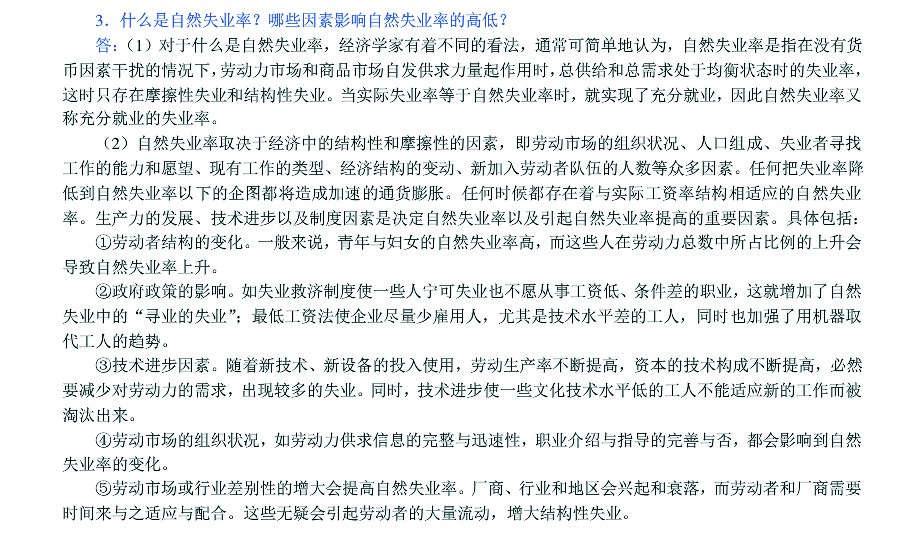 3．什么是自然失业率？哪些因素影响自然失业率的高低？
答：（1）对于什么是自然失业率，经济学家有着不同的看法，通常可简单地认为，自然失业率是指在没有货
币因素干扰的情况下，劳动力市场和商品市场自发供求力量起作用时，总供给和总需求处于均衡状态时的失业率，
这时只存在摩擦性失业和结构性失业。当实际失业率等于自然失业率时，就实现了充分就业，因此自然失业率又
称充分就业的失业率。
（2）自然失业率取决于经济中的结构性和摩擦性的因素，即劳动市场的组织状况、人口组成、失业者寻找
工作的能力和愿望、现有工作的类型、经济结构的变动、新加入劳动者队伍的人数等众多因素。任何把失业率降
低到自然失业率以下的企图都将造成加速的通货膨胀。任何时候都存在着与实际工资率结构相适应的自然失业
率。生产力的发展、技术进步以及制度因素是决定自然失业率以及引起自然失业率提高的重要因素。具体包括：
①劳动者结构的变化。一般来说，青年与妇女的自然失业率高，而这些人在劳动力总数中所占比例的上升会
导致自然失业率上升。
②政府政策的影响。如失业救济制度使一些人宁可失业也不愿从事工资低、条件差的职业，这就增加了自然
失业中的“寻业的失业”；最低工资法使企业尽量少雇用人，尤其是技术水平差的工人，同时也加强了用机器取
代工人的趋势。
③技术进步因素。随着新技术、新设备的投入使用，劳动生产率不断提高，资本的技术构成不断提高，必然
要减少对劳动力的需求，出现较多的失业。同时，技术进步使一些文化技术水平低的工人不能适应新的工作而被
淘汰出来。
④劳动市场的组织状况，如劳动力供求信息的完整与迅速性，职业介绍与指导的完善与否，都会影响到自然
失业率的变化。
⑤劳动市场或行业差别性的增大会提高自然失业率。厂商、行业和地区会兴起和衰落，而劳动者和厂商需要
时间来与之适应与配合。这些无疑会引起劳动者的大量流动，增大结构性失业。